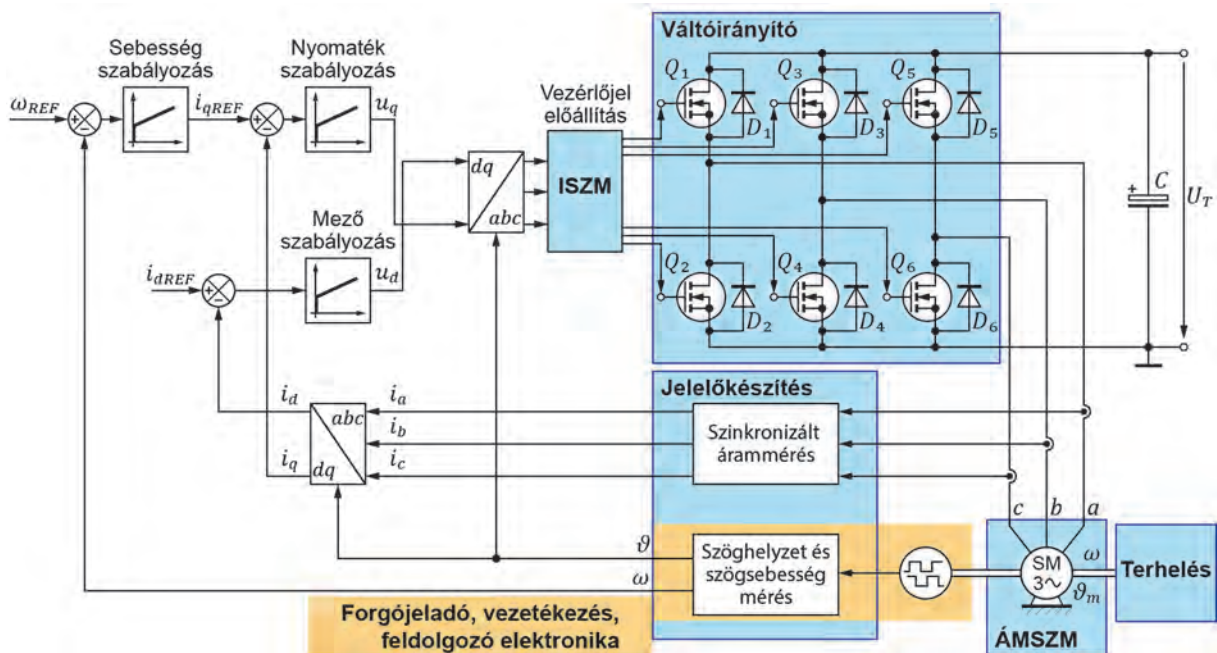 Sebesség
szabályozás
Nyomaték
szabályozás
Váltóirányító
ω_REF
+
−
i_qREF
+
−
u_q
Vezérlőjel
előállítás
Q_1
D_1
Q_3
D_3
Q_5
D_5
dq
abc
ISZM
+
C
U_T
Mező
szabályozás
i_dREF
+
−
u_d
Q_2
D_2
Q_4
D_4
Q_6
D_6
Jelelőkészítés
i_d
i_q
abc
dq
i_a
i_b
i_c
Szinkronizált
árammérés
c
b
a
ϑ
ω
Szöghelyzet és
szögsebesség
mérés
SM
3~
ω
ϑ_m
Terhelés
ÁMSZM
Forgójeladó, vezetékezés,
feldolgozó elektronika